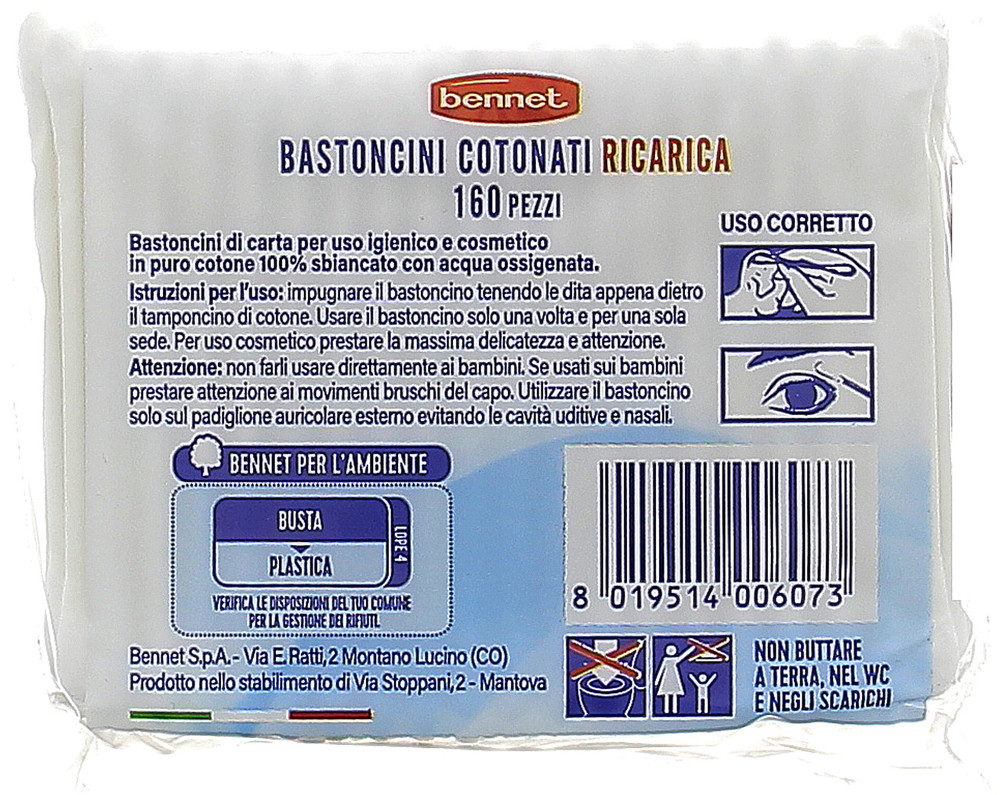 bennet
BASTONCINI COTONATI RICARICA
160 PEZZI
USO CORRETTO
Bastoncini di carta per uso igienico e cosmetico
in puro cotone 100% sbiancato con acqua ossigenata.
Istruzioni per l'uso: impugnare il bastoncino tenendo le dita appena dietro
il tamponcino di cotone. Usare il bastoncino solo una volta e per una sola
sede. Per uso cosmetico prestare la massima delicatezza e attenzione.
Attenzione: non farli usare direttamente ai bambini. Se usati sui bambini
prestare attenzione ai movimenti bruschi del capo. Utilizzare il bastoncino
solo sul padiglione auricolare esterno evitando le cavità uditive e nasali.
BENNET PER L'AMBIENTE
BUSTA
PLASTICA
LDPE 4
VERIFICA LE DISPOSIZIONI DEL TUO COMUNE
PER LA GESTIONE DEI RIFIUTI.
8 019514 006073
Bennet S.p.A. - Via E. Ratti, 2 Montano Lucino (CO)
Prodotto nello stabilimento di Via Stoppani, 2 - Mantova
NON BUTTARE
A TERRA, NEL WC
E NEGLI SCARICHI